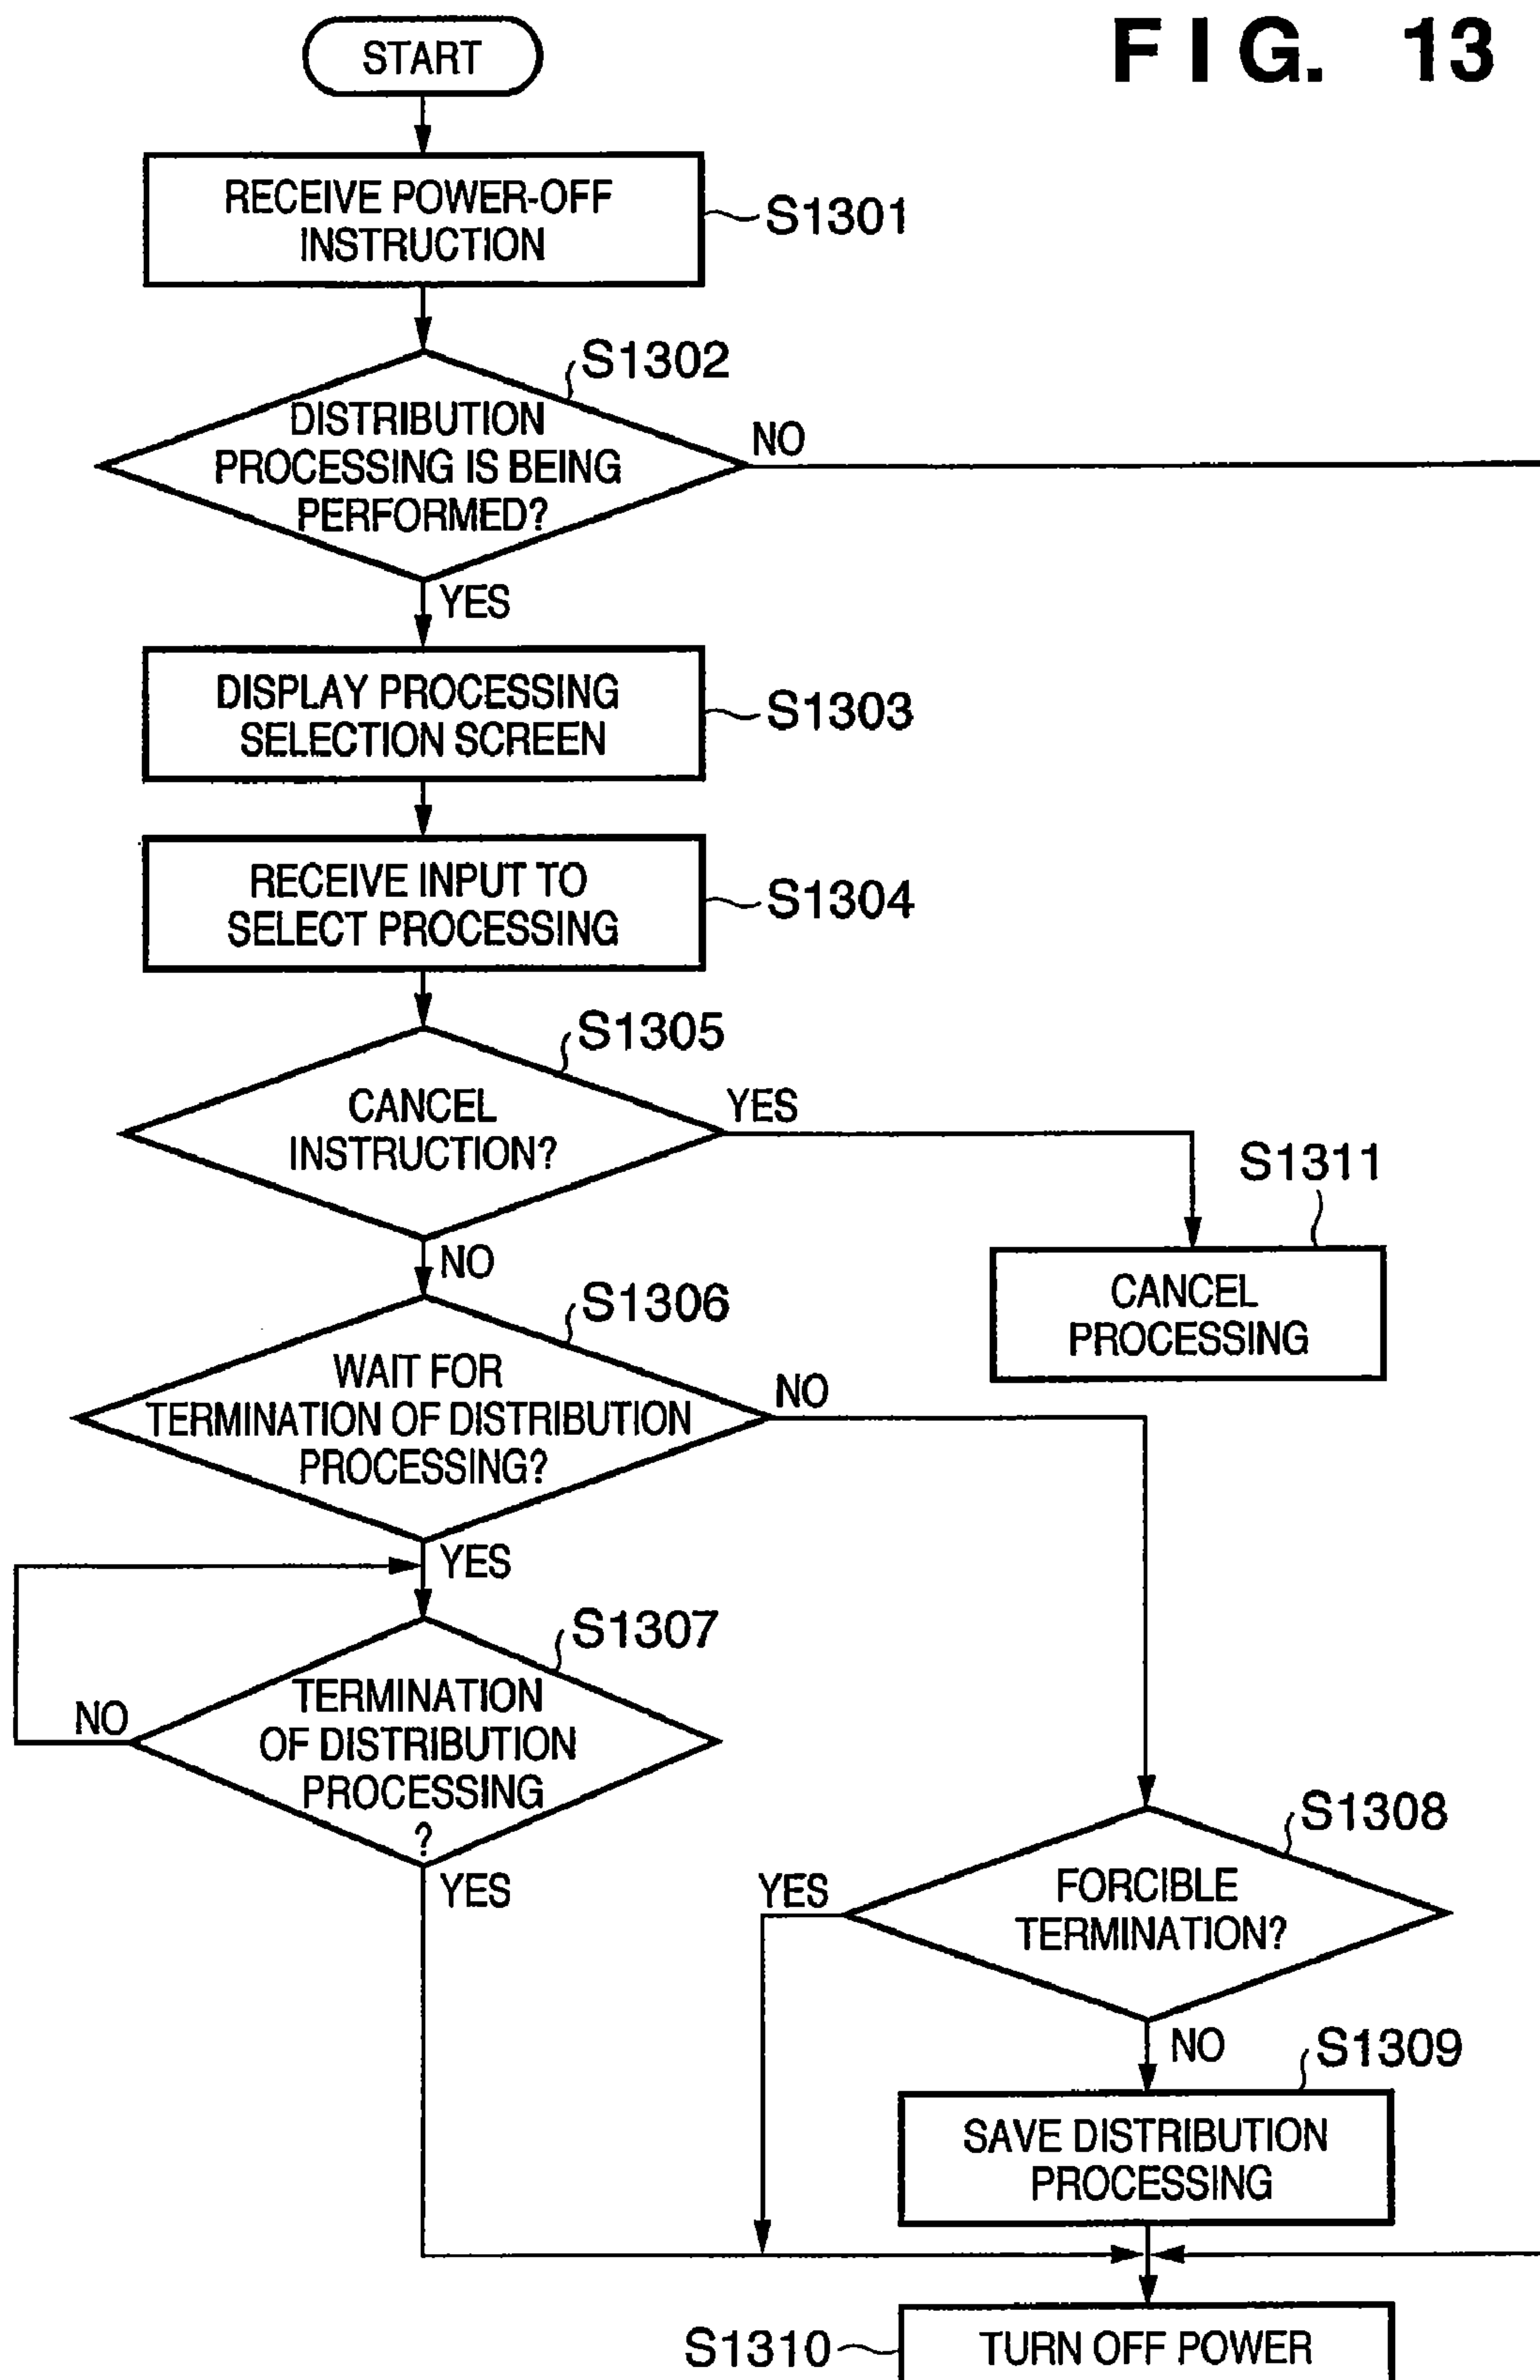 FIG. 13
START
RECEIVE POWER-OFF
INSTRUCTION
S1301
S1302
DISTRIBUTION
PROCESSING IS BEING
PERFORMED?
NO
YES
DISPLAY PROCESSING
SELECTION SCREEN
S1303
RECEIVE INPUT TO
SELECT PROCESSING
S1304
S1305
CANCEL
INSTRUCTION?
YES
NO
S1311
CANCEL
PROCESSING
S1306
WAIT FOR
TERMINATION OF DISTRIBUTION
PROCESSING?
NO
YES
S1307
TERMINATION
OF DISTRIBUTION
PROCESSING
?
NO
YES
S1308
FORCIBLE
TERMINATION?
YES
NO
S1309
SAVE DISTRIBUTION
PROCESSING
S1310
TURN OFF POWER